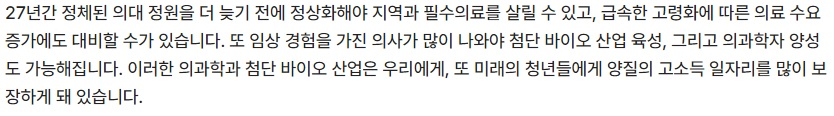 27년간 정체된 의대 정원을 더 늦기 전에 정상화해야 지역과 필수의료를 살릴 수 있고, 급속한 고령화에 따른 의료 수요
증가에도 대비할 수가 있습니다. 또 임상 경험을 가진 의사가 많이 나와야 첨단 바이오 산업 육성, 그리고 의과학자 양성
도 가능해집니다. 이러한 의과학과 첨단 바이오 산업은 우리에게, 또 미래의 청년들에게 양질의 고소득 일자리를 많이 보
장하게 돼 있습니다.